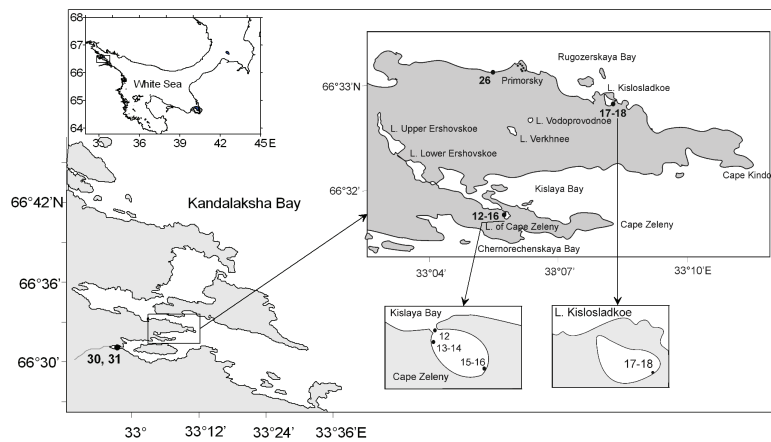 68
67
66
65
64
33
36
39
42
45 E
White Sea
66°42'N
66°36'
66°30'
Kandalaksha Bay
30, 31
33°
33°12'
33°24'
33°36'E
66°33'N
66°32'
33°04'
33°07'
33°10'E
26
Primorsky
Rugozerskaya Bay
L. Kislosladkoe
17-18
L. Vodoprovodnoe
L. Upper Ershovskoe
L. Verkhnee
L. Lower Ershovskoe
Cape Kindo
Kislaya Bay
12-16
L. of Cape Zeleny
Cape Zeleny
Chernorechenskaya Bay
Kislaya Bay
12
13-14
15-16
Cape Zeleny
L. Kislosladkoe
17-18